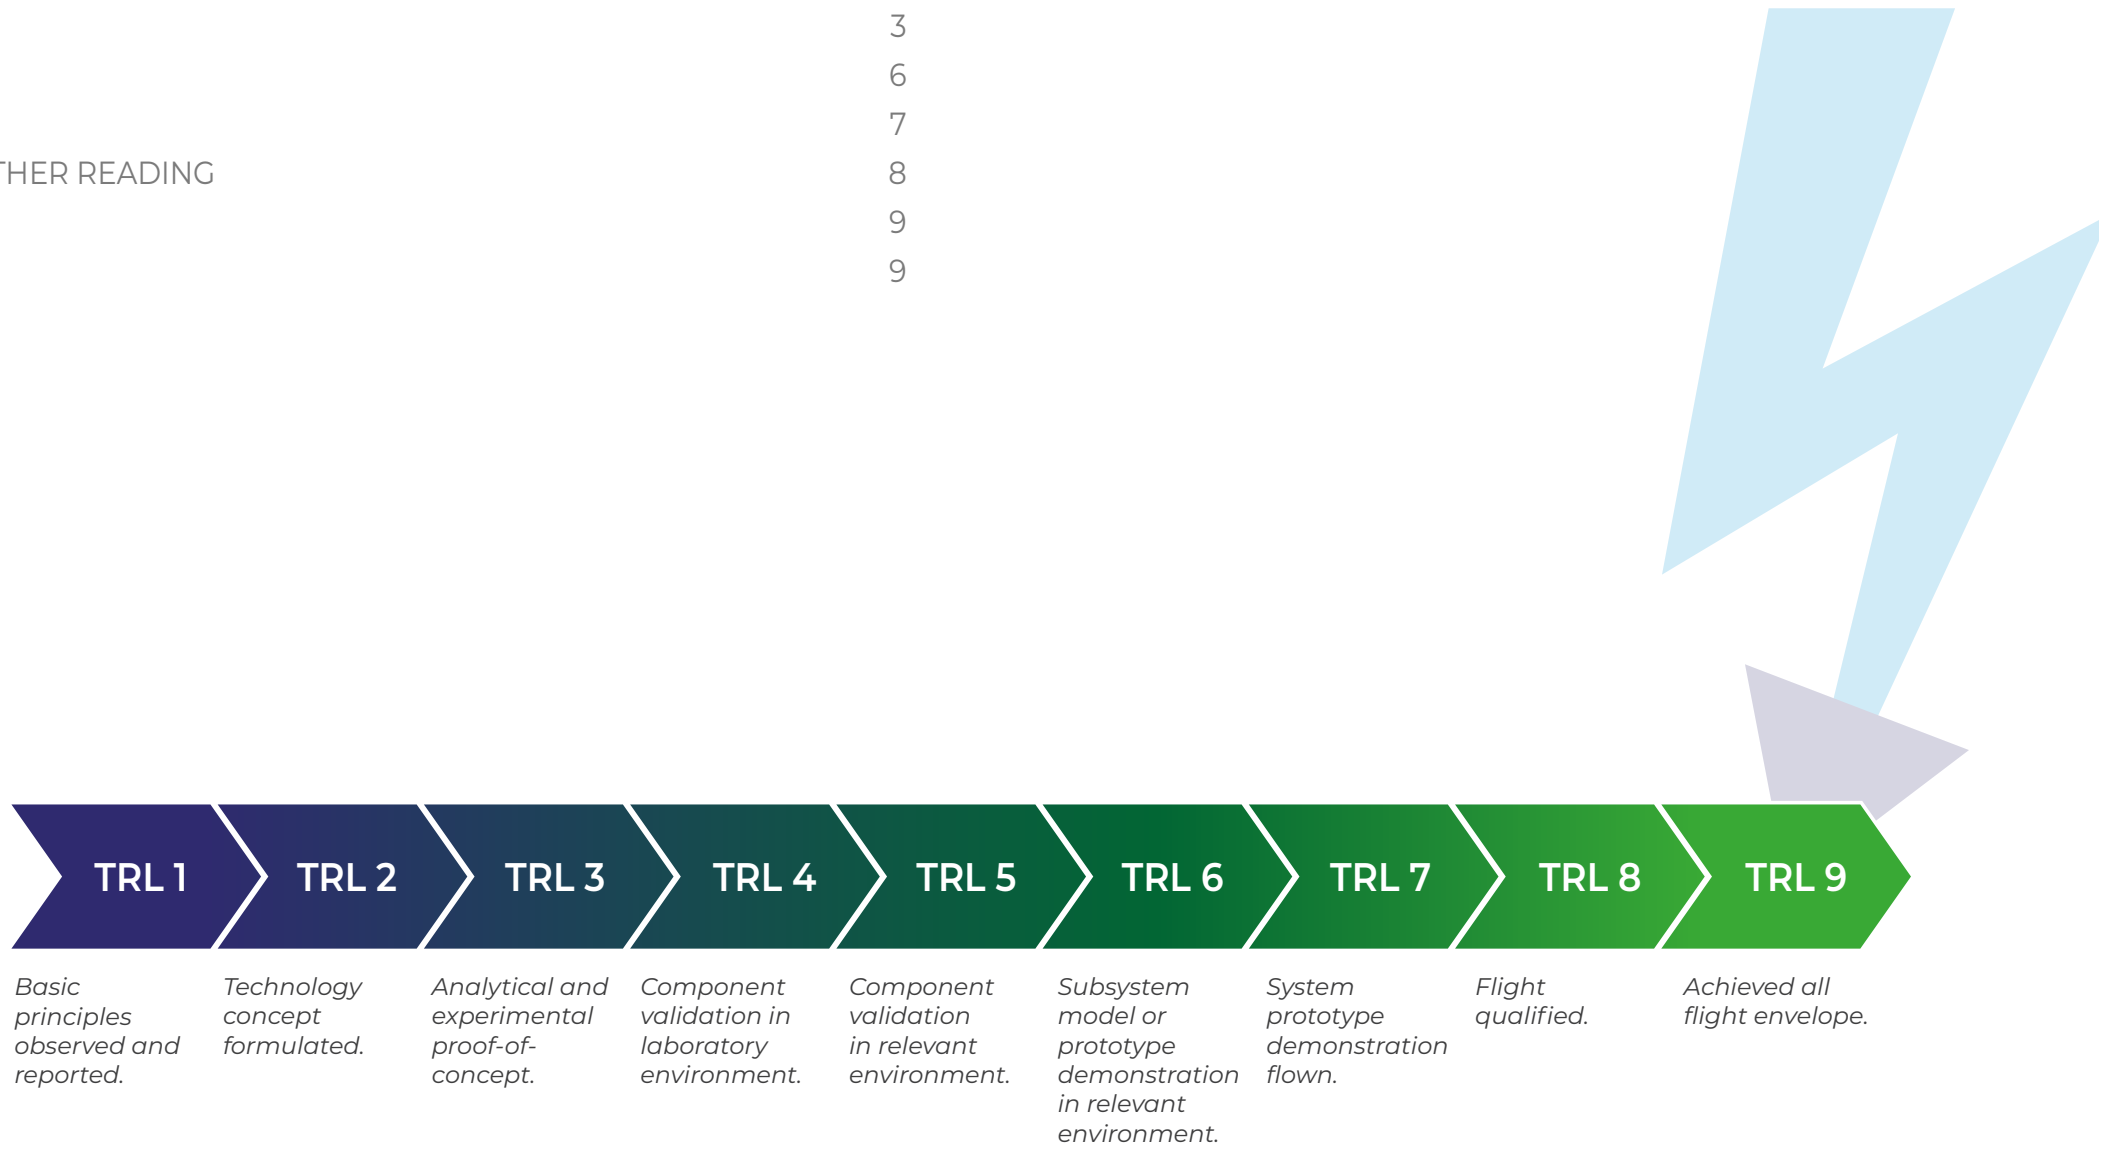 3
6
7
THER READING 8
9
9
TRL 1
TRL 2
TRL 3
TRL 4
TRL 5
TRL 6
TRL 7
TRL 8
TRL 9
Basic
principles
observed and
reported.
Technology
concept
formulated.
Analytical and
experimental
proof-of-
concept.
Component
validation in
laboratory
environment.
Component
validation
in relevant
environment.
Subsystem
model or
prototype
demonstration
in relevant
environment.
System
prototype
demonstration
flown.
Flight
qualified.
Achieved all
flight envelope.